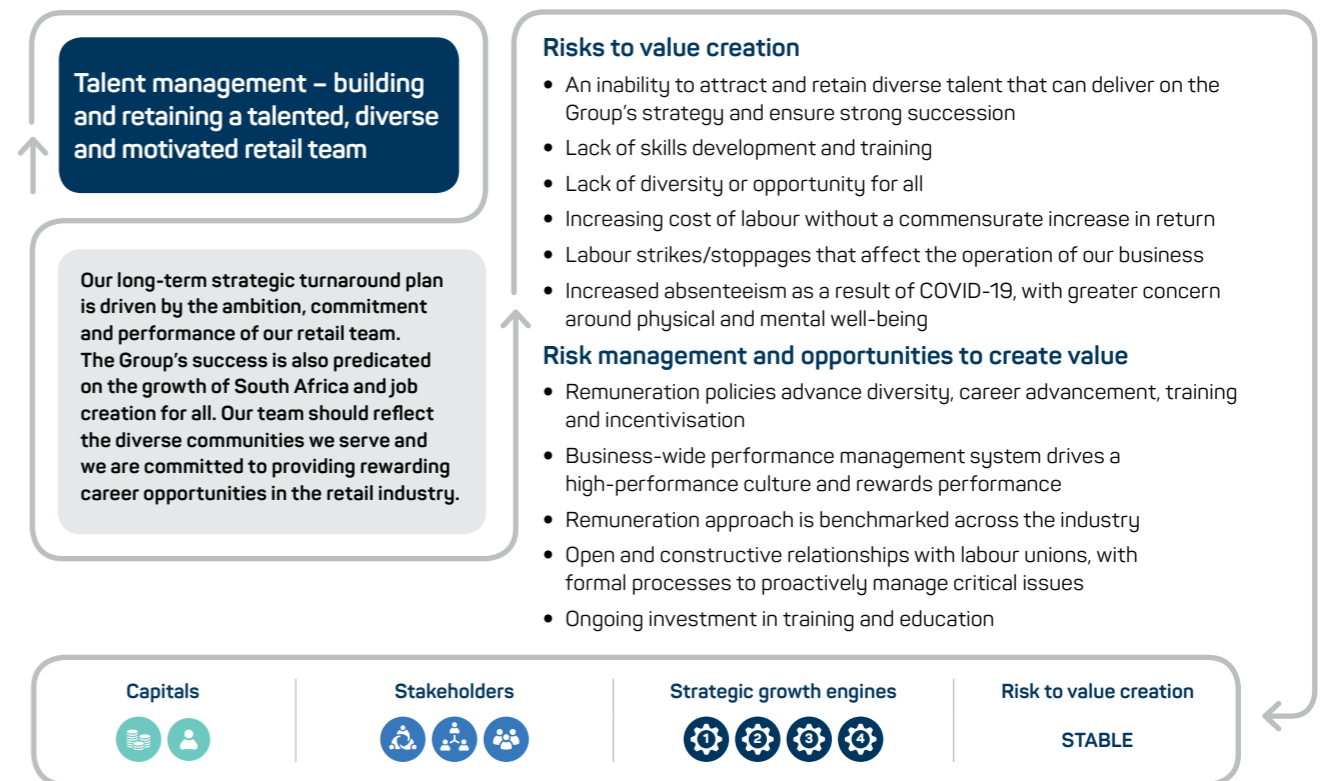 Talent management – building
and retaining a talented, diverse
and motivated retail team
Our long-term strategic turnaround plan
is driven by the ambition, commitment
and performance of our retail team.
The Group's success is also predicated
on the growth of South Africa and job
creation for all. Our team should reflect
the diverse communities we serve and
we are committed to providing rewarding
career opportunities in the retail industry.
Risks to value creation
• An inability to attract and retain diverse talent that can deliver on the
Group's strategy and ensure strong succession
• Lack of skills development and training
• Lack of diversity or opportunity for all
• Increasing cost of labour without a commensurate increase in return
• Labour strikes/stoppages that affect the operation of our business
• Increased absenteeism as a result of COVID-19, with greater concern
around physical and mental well-being
Risk management and opportunities to create value
• Remuneration policies advance diversity, career advancement, training
and incentivisation
• Business-wide performance management system drives a
high-performance culture and rewards performance
• Remuneration approach is benchmarked across the industry
• Open and constructive relationships with labour unions, with
formal processes to proactively manage critical issues
• Ongoing investment in training and education
Capitals
Stakeholders
Strategic growth engines
1 2 3 4
Risk to value creation
STABLE